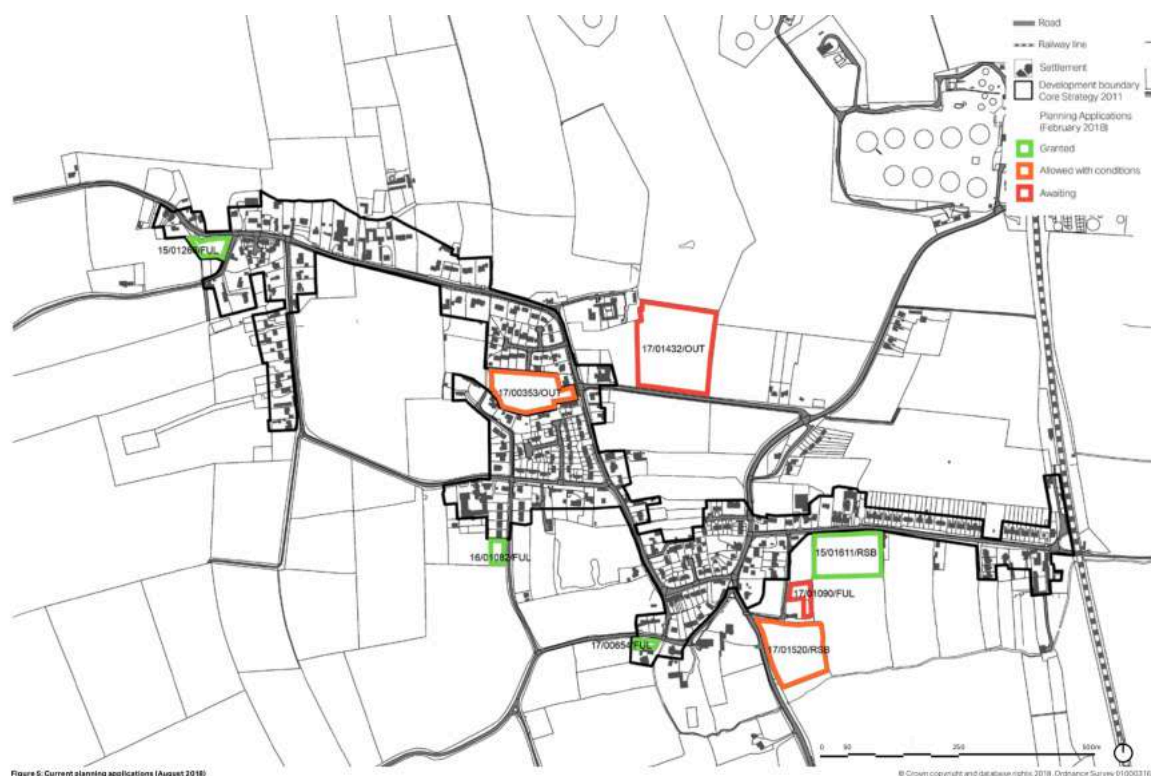 Road
Railway line
Settlement
Development boundary
Core Strategy 2011
Planning Applications
(February 2018)
Granted
Allowed with conditions
Awaiting
/FUL
17/01432/OUT
17/00353/OUT
16/01082/FUL
15/01611/RSB
17/01090/FUL
17/00654/FUL
17/01520/RSB
0 50 250 500m
Figure 5: Current planning applications (August 2018)
© Crown copyright and database rights 2018. Ordnance Survey